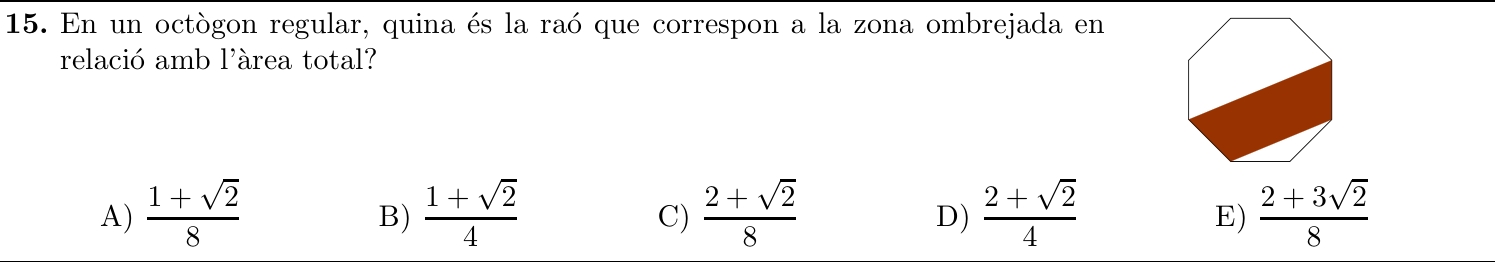 15. En un octògon regular, quina és la raó que correspon a la zona ombrejada en
relació amb l'àrea total?
A) \frac{1+\sqrt{2}}{8} B) \frac{1+\sqrt{2}}{4} C) \frac{2+\sqrt{2}}{8} D) \frac{2+\sqrt{2}}{4} E) \frac{2+3\sqrt{2}}{8}